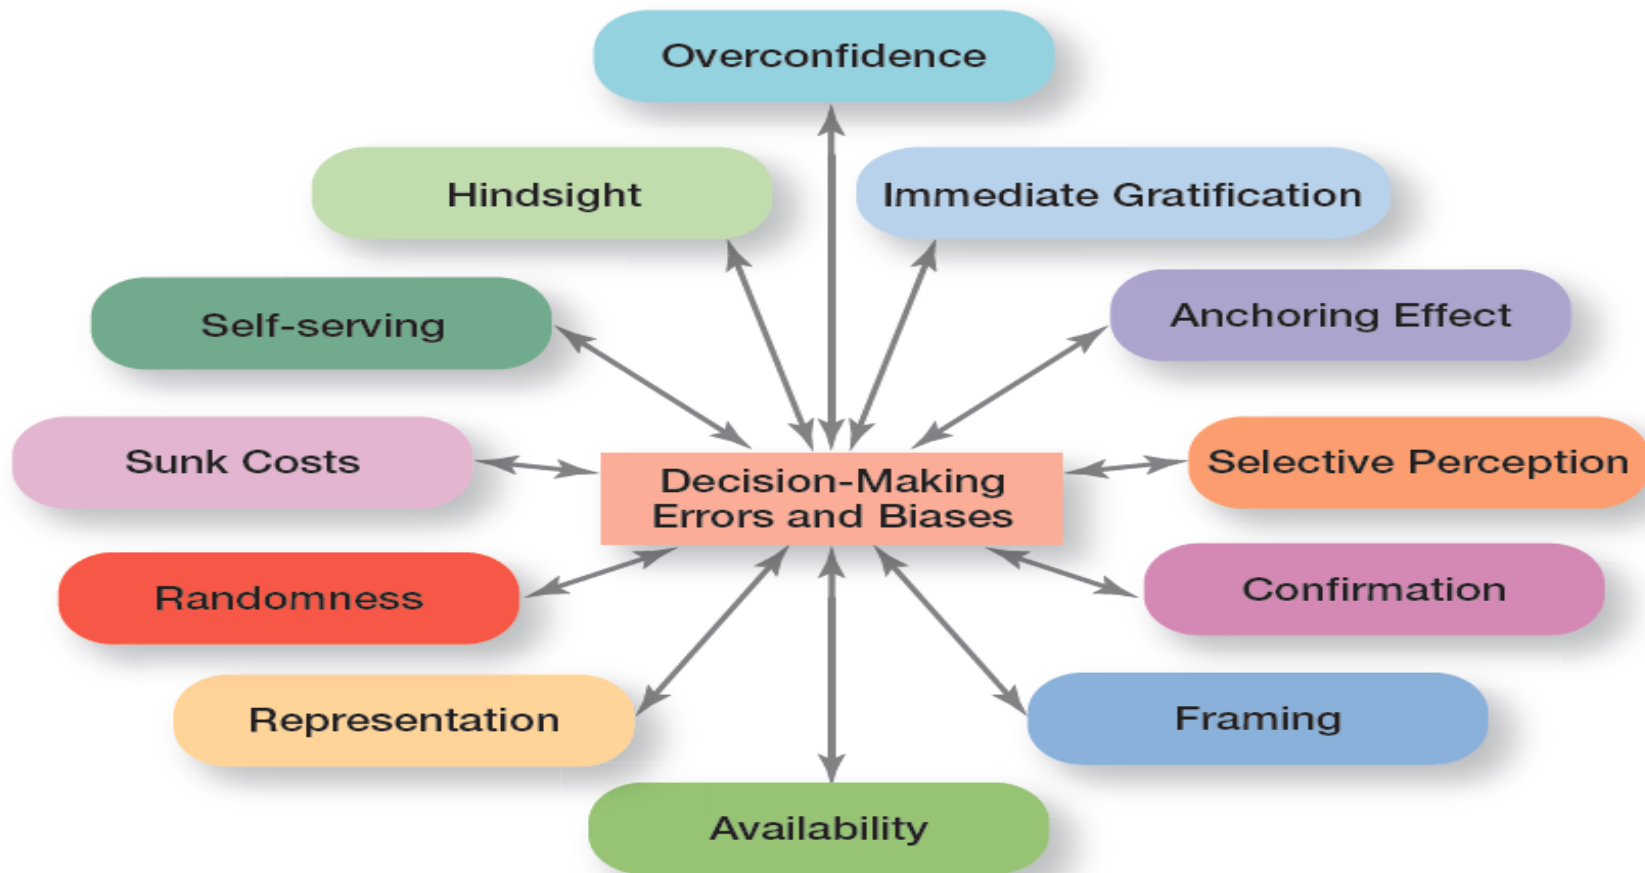 Overconfidence
Hindsight
Immediate Gratification
Self-serving
Anchoring Effect
Sunk Costs
Selective Perception
Decision-Making
Errors and Biases
Randomness
Confirmation
Representation
Framing
Availability